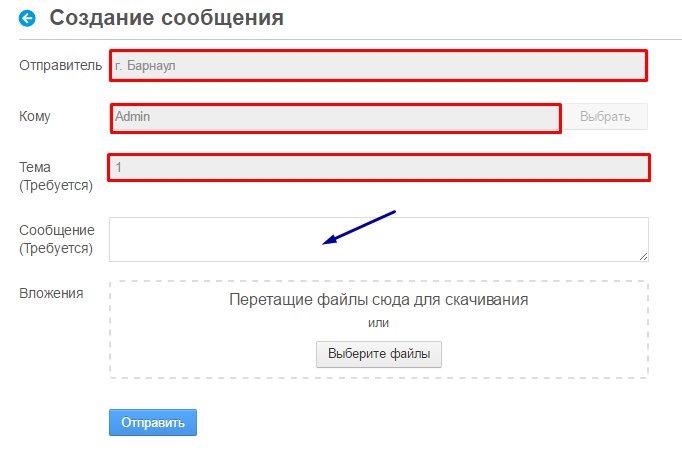 Создание сообщения
Отправитель
г. Барнаул
Кому
Admin
Выбрать
Тема
(Требуется)
1
Сообщение
(Требуется)
Вложения
Перетащие файлы сюда для скачивания
или
Выберите файлы
Отправить